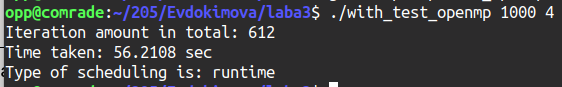 opp@comrade:~/205/Evdokimova/laba3$ ./with_test_openmp 1000 4
Iteration amount in total: 612
Time taken: 56.2108 sec
Type of scheduling is: runtime